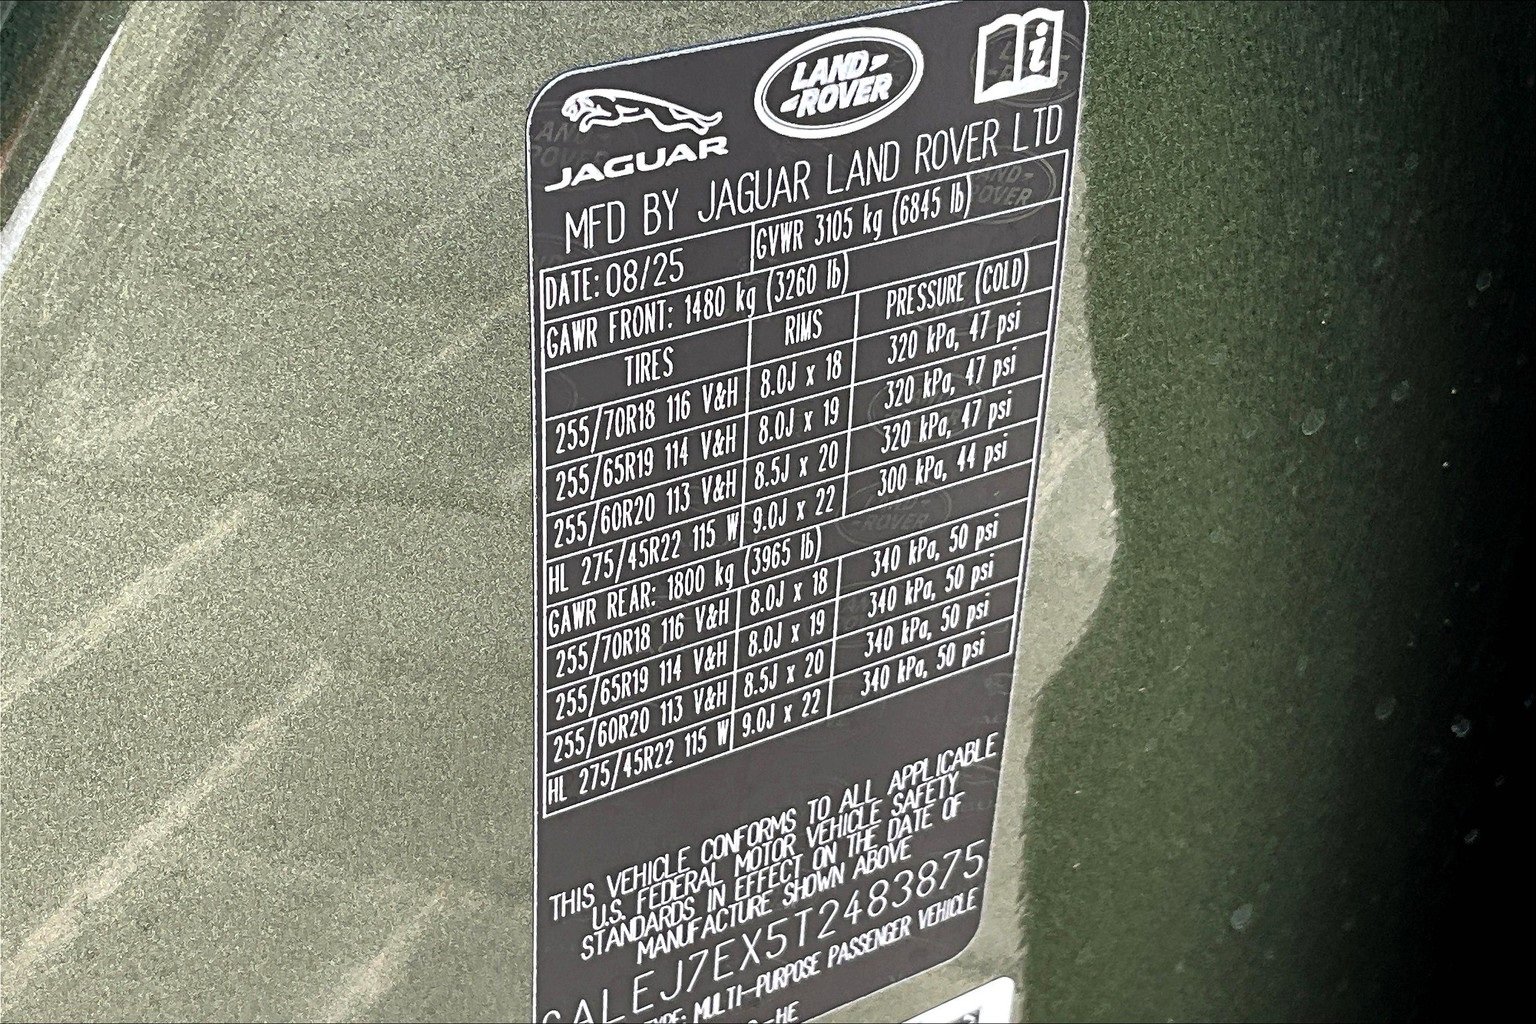 JAGUAR
LAND ROVER
i
MFD BY JAGUAR LAND ROVER LTD
DATE: 08/25 GVWR 3105 kg (6845 lb)
GAWR FRONT: 1480 kg (3260 lb)
TIRES RIMS PRESSURE (COLD)
255/70R18 116 V&H 8.0J x 18 320 kPa, 47 psi
255/65R19 114 V&H 8.0J x 19 320 kPa, 47 psi
255/60R20 113 V&H 8.5J x 20 320 kPa, 47 psi
HL 275/45R22 115 W 9.0J x 22 300 kPa, 44 psi
GAWR REAR: 1800 kg (3965 lb)
255/70R18 116 V&H 8.0J x 18 340 kPa, 50 psi
255/65R19 114 V&H 8.0J x 19 340 kPa, 50 psi
255/60R20 113 V&H 8.5J x 20 340 kPa, 50 psi
HL 275/45R22 115 W 9.0J x 22 340 kPa, 50 psi
THIS VEHICLE CONFORMS TO ALL APPLICABLE
U.S. FEDERAL MOTOR VEHICLE SAFETY
STANDARDS IN EFFECT ON THE DATE OF
MANUFACTURE SHOWN ABOVE
SALEJ7EX5T2483875
TYPE: MULTI-PURPOSE PASSENGER VEHICLE